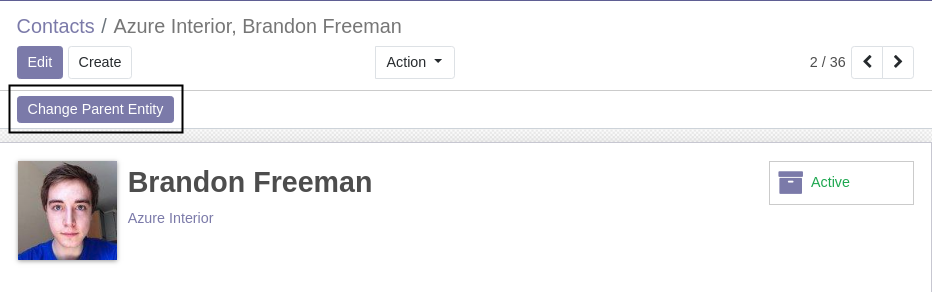 Contacts / Azure Interior, Brandon Freeman
Edit Create Action 2 / 36
Change Parent Entity
Brandon Freeman
Active
Azure Interior